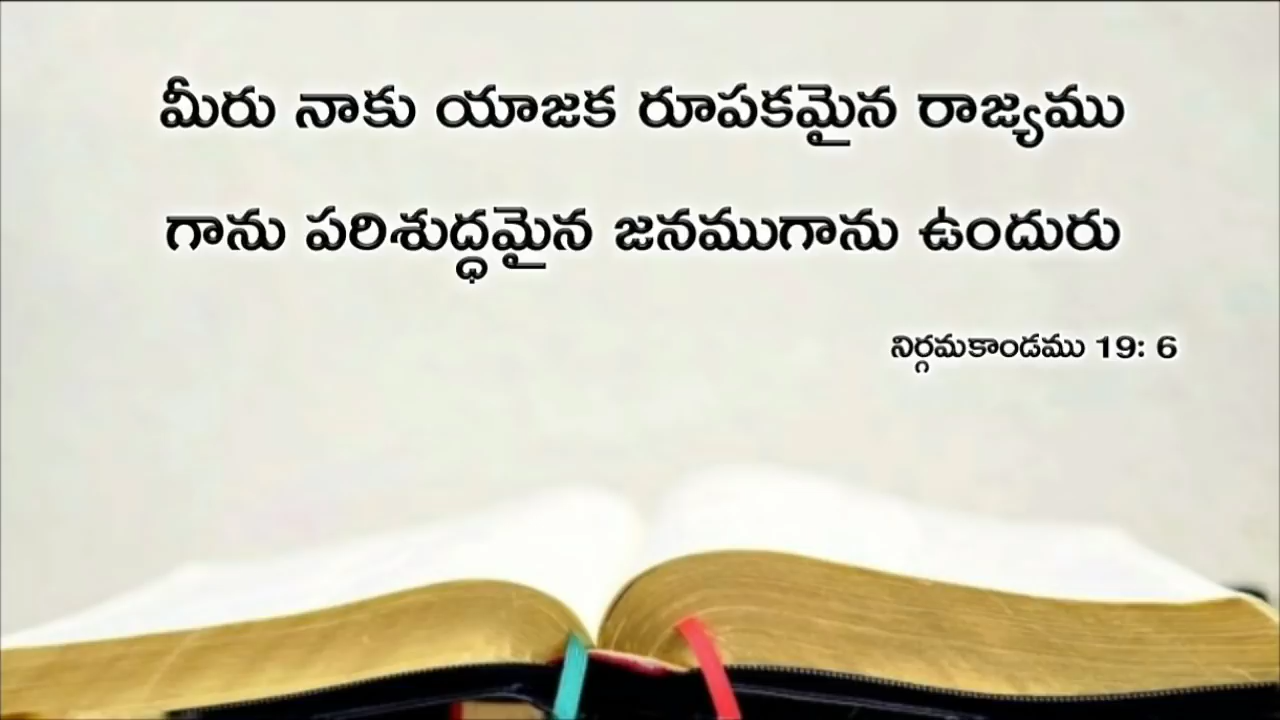 మీరు నాకు యాజక రూపకమైన రాజ్యము
గాను పరిశుద్ధమైన జనముగాను ఉందురు
నిర్గమకాండము 19: 6